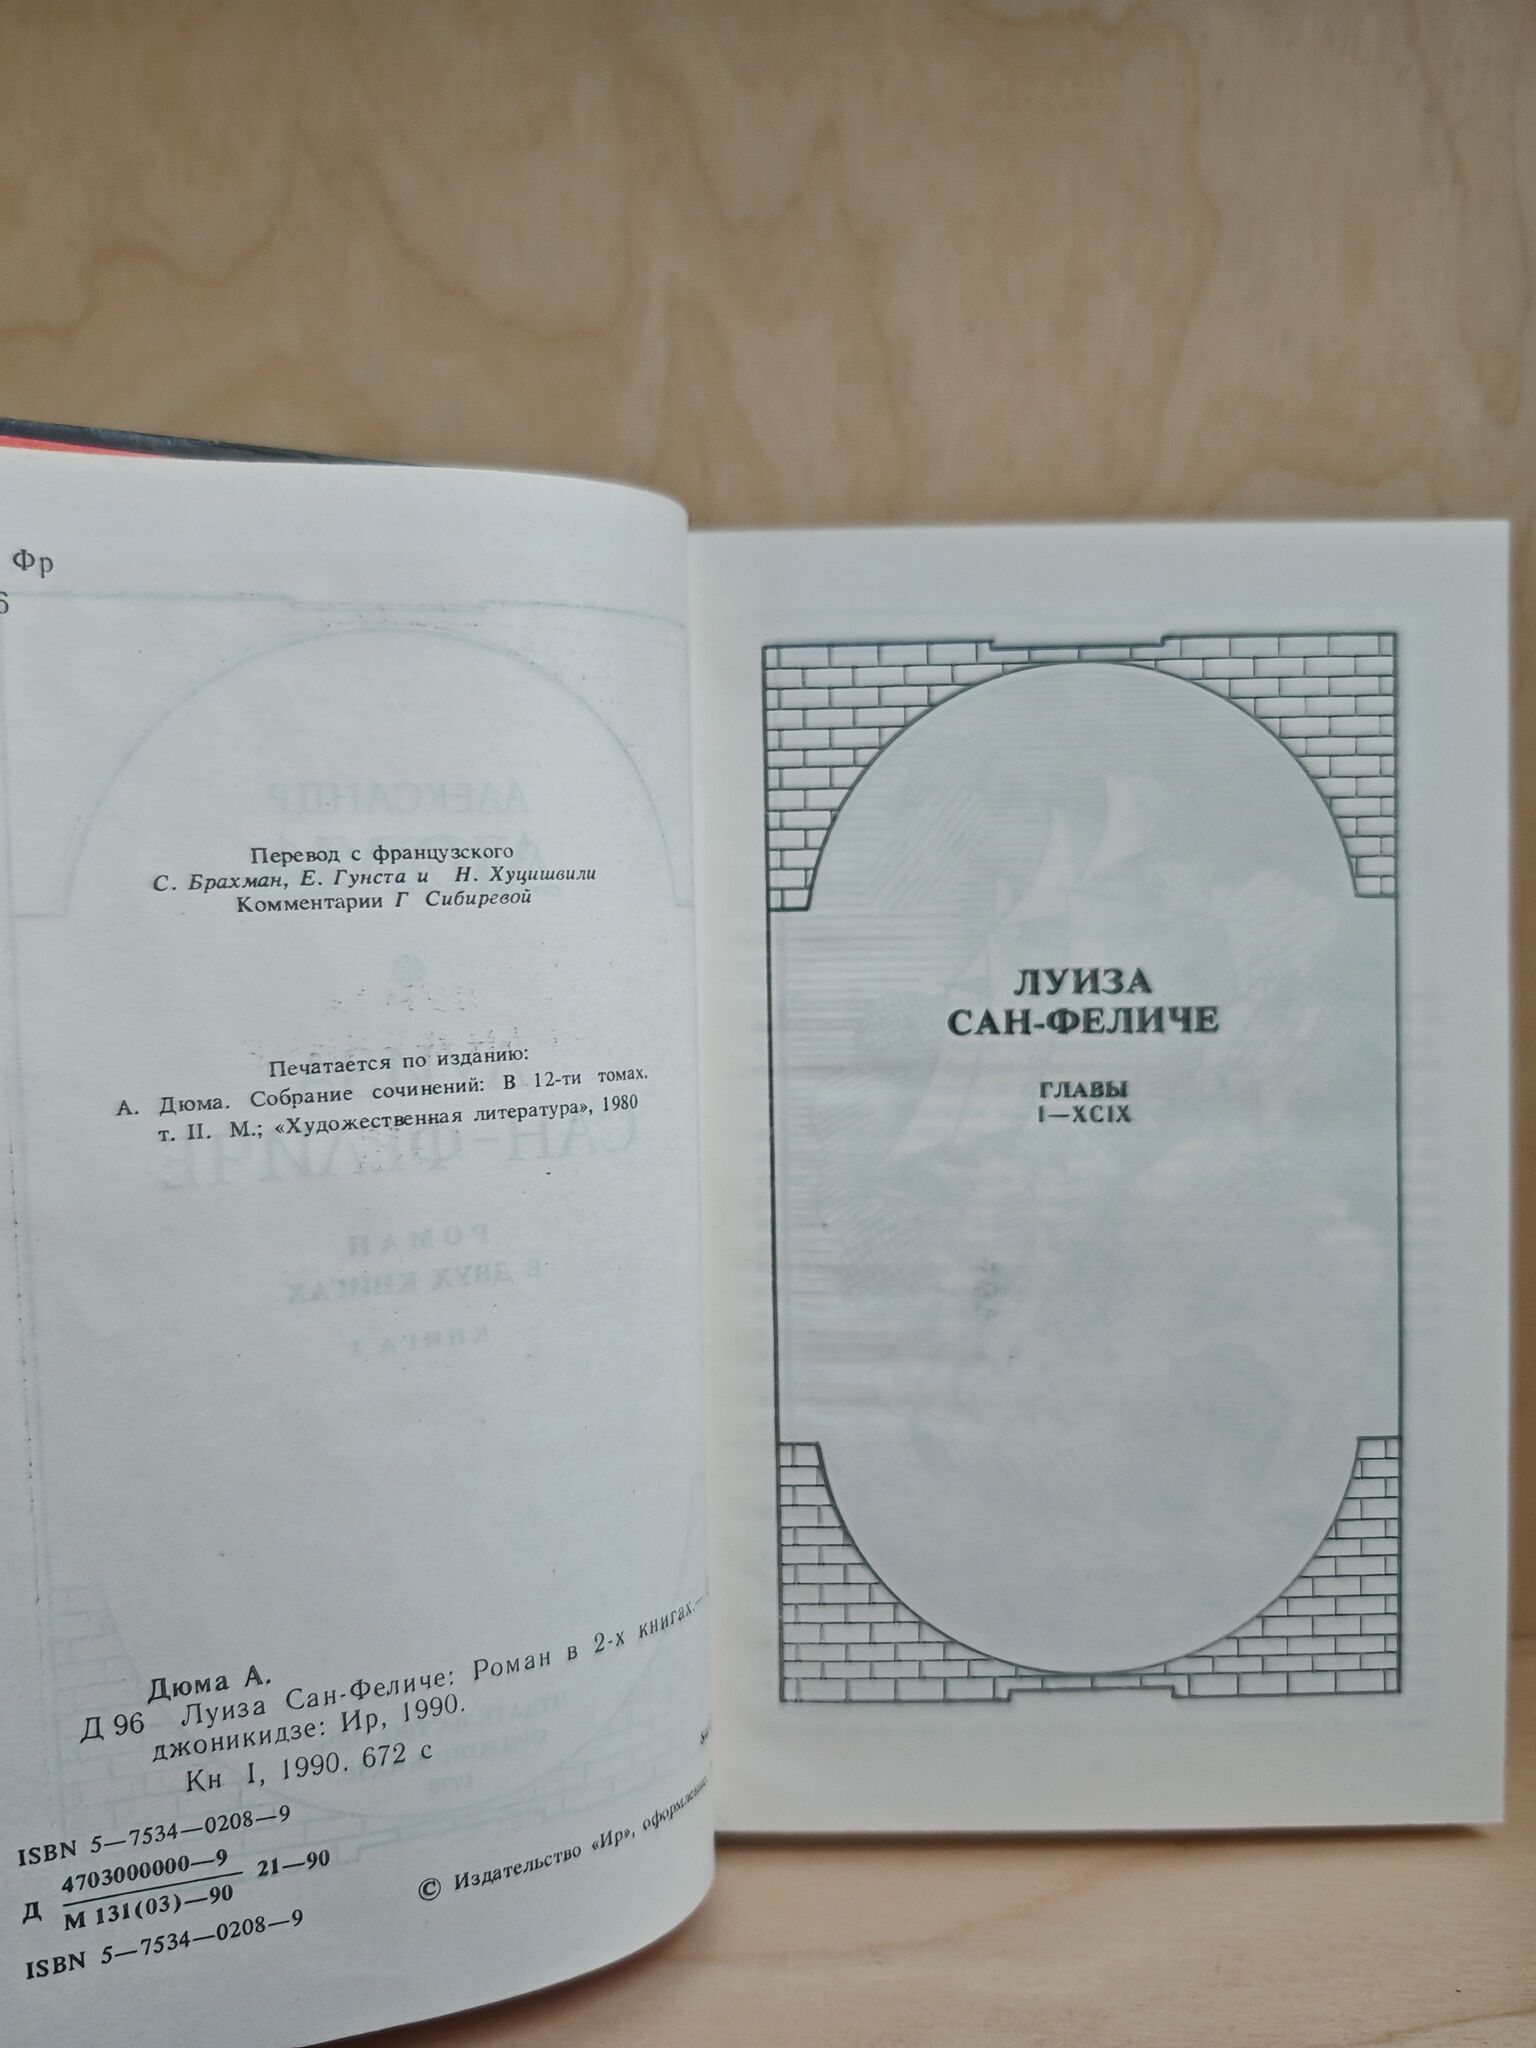 Фр
6
Перевод с французского
С. Брахман, Е. Гунста и Н. Хуцишвили
Комментарии Г Сибиревой
Печатается по изданию:
А. Дюма. Собрание сочинений: В 12-ти томах.
т. II. М.; «Художественная литература», 1980
Дюма А.
Д 96 Луиза Сан-Феличе: Роман в 2-х книгах.—
джоникидзе: Ир, 1990.
Кн I, 1990. 672 с
ISBN 5—7534—0208—9
Д 4703000000—9 21—90
М 131(03)—90
ISBN 5—7534—0208—9
© Издательство «Ир»,
ЛУИЗА
САН-ФЕЛИЧЕ
ГЛАВЫ
I—XCIX